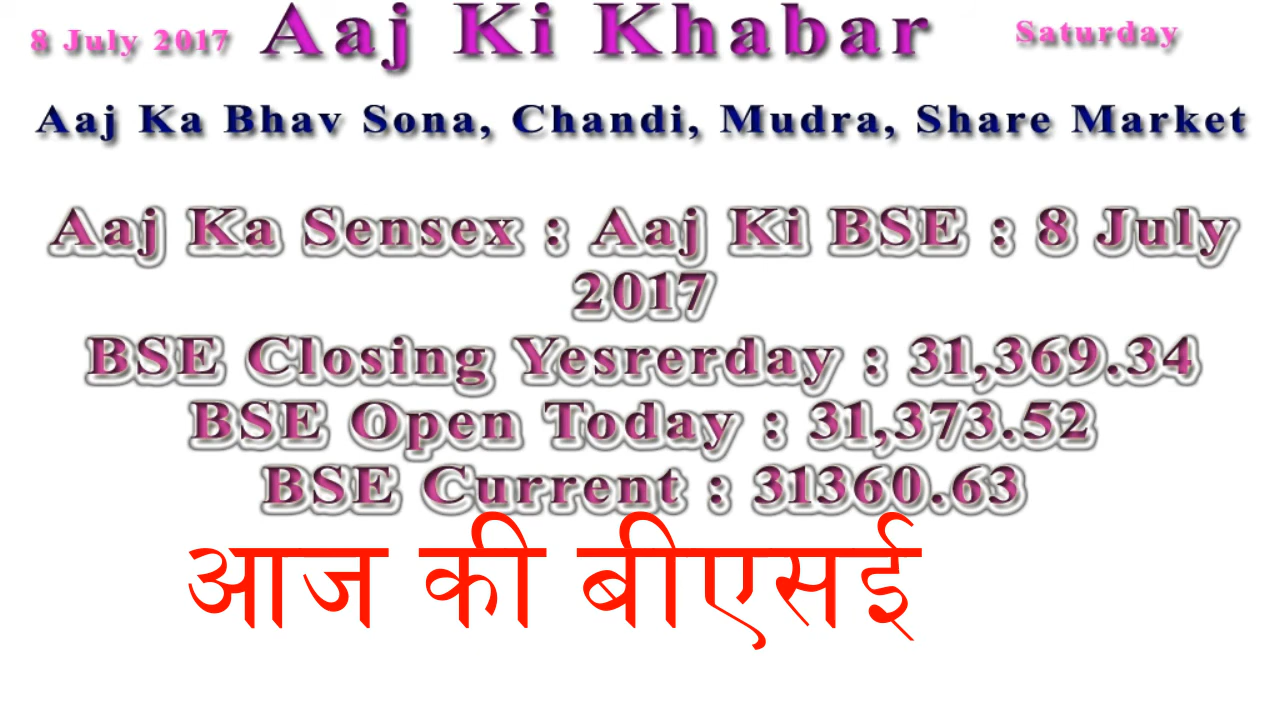 8 July 2017 Aaj Ki Khabar Saturday
Aaj Ka Bhav Sona, Chandi, Mudra, Share Market
Aaj Ka Sensex : Aaj Ki BSE : 8 July
2017
BSE Closing Yesrerday : 31,369.34
BSE Open Today : 31,373.52
BSE Current : 31360.63
आज की बीएसई